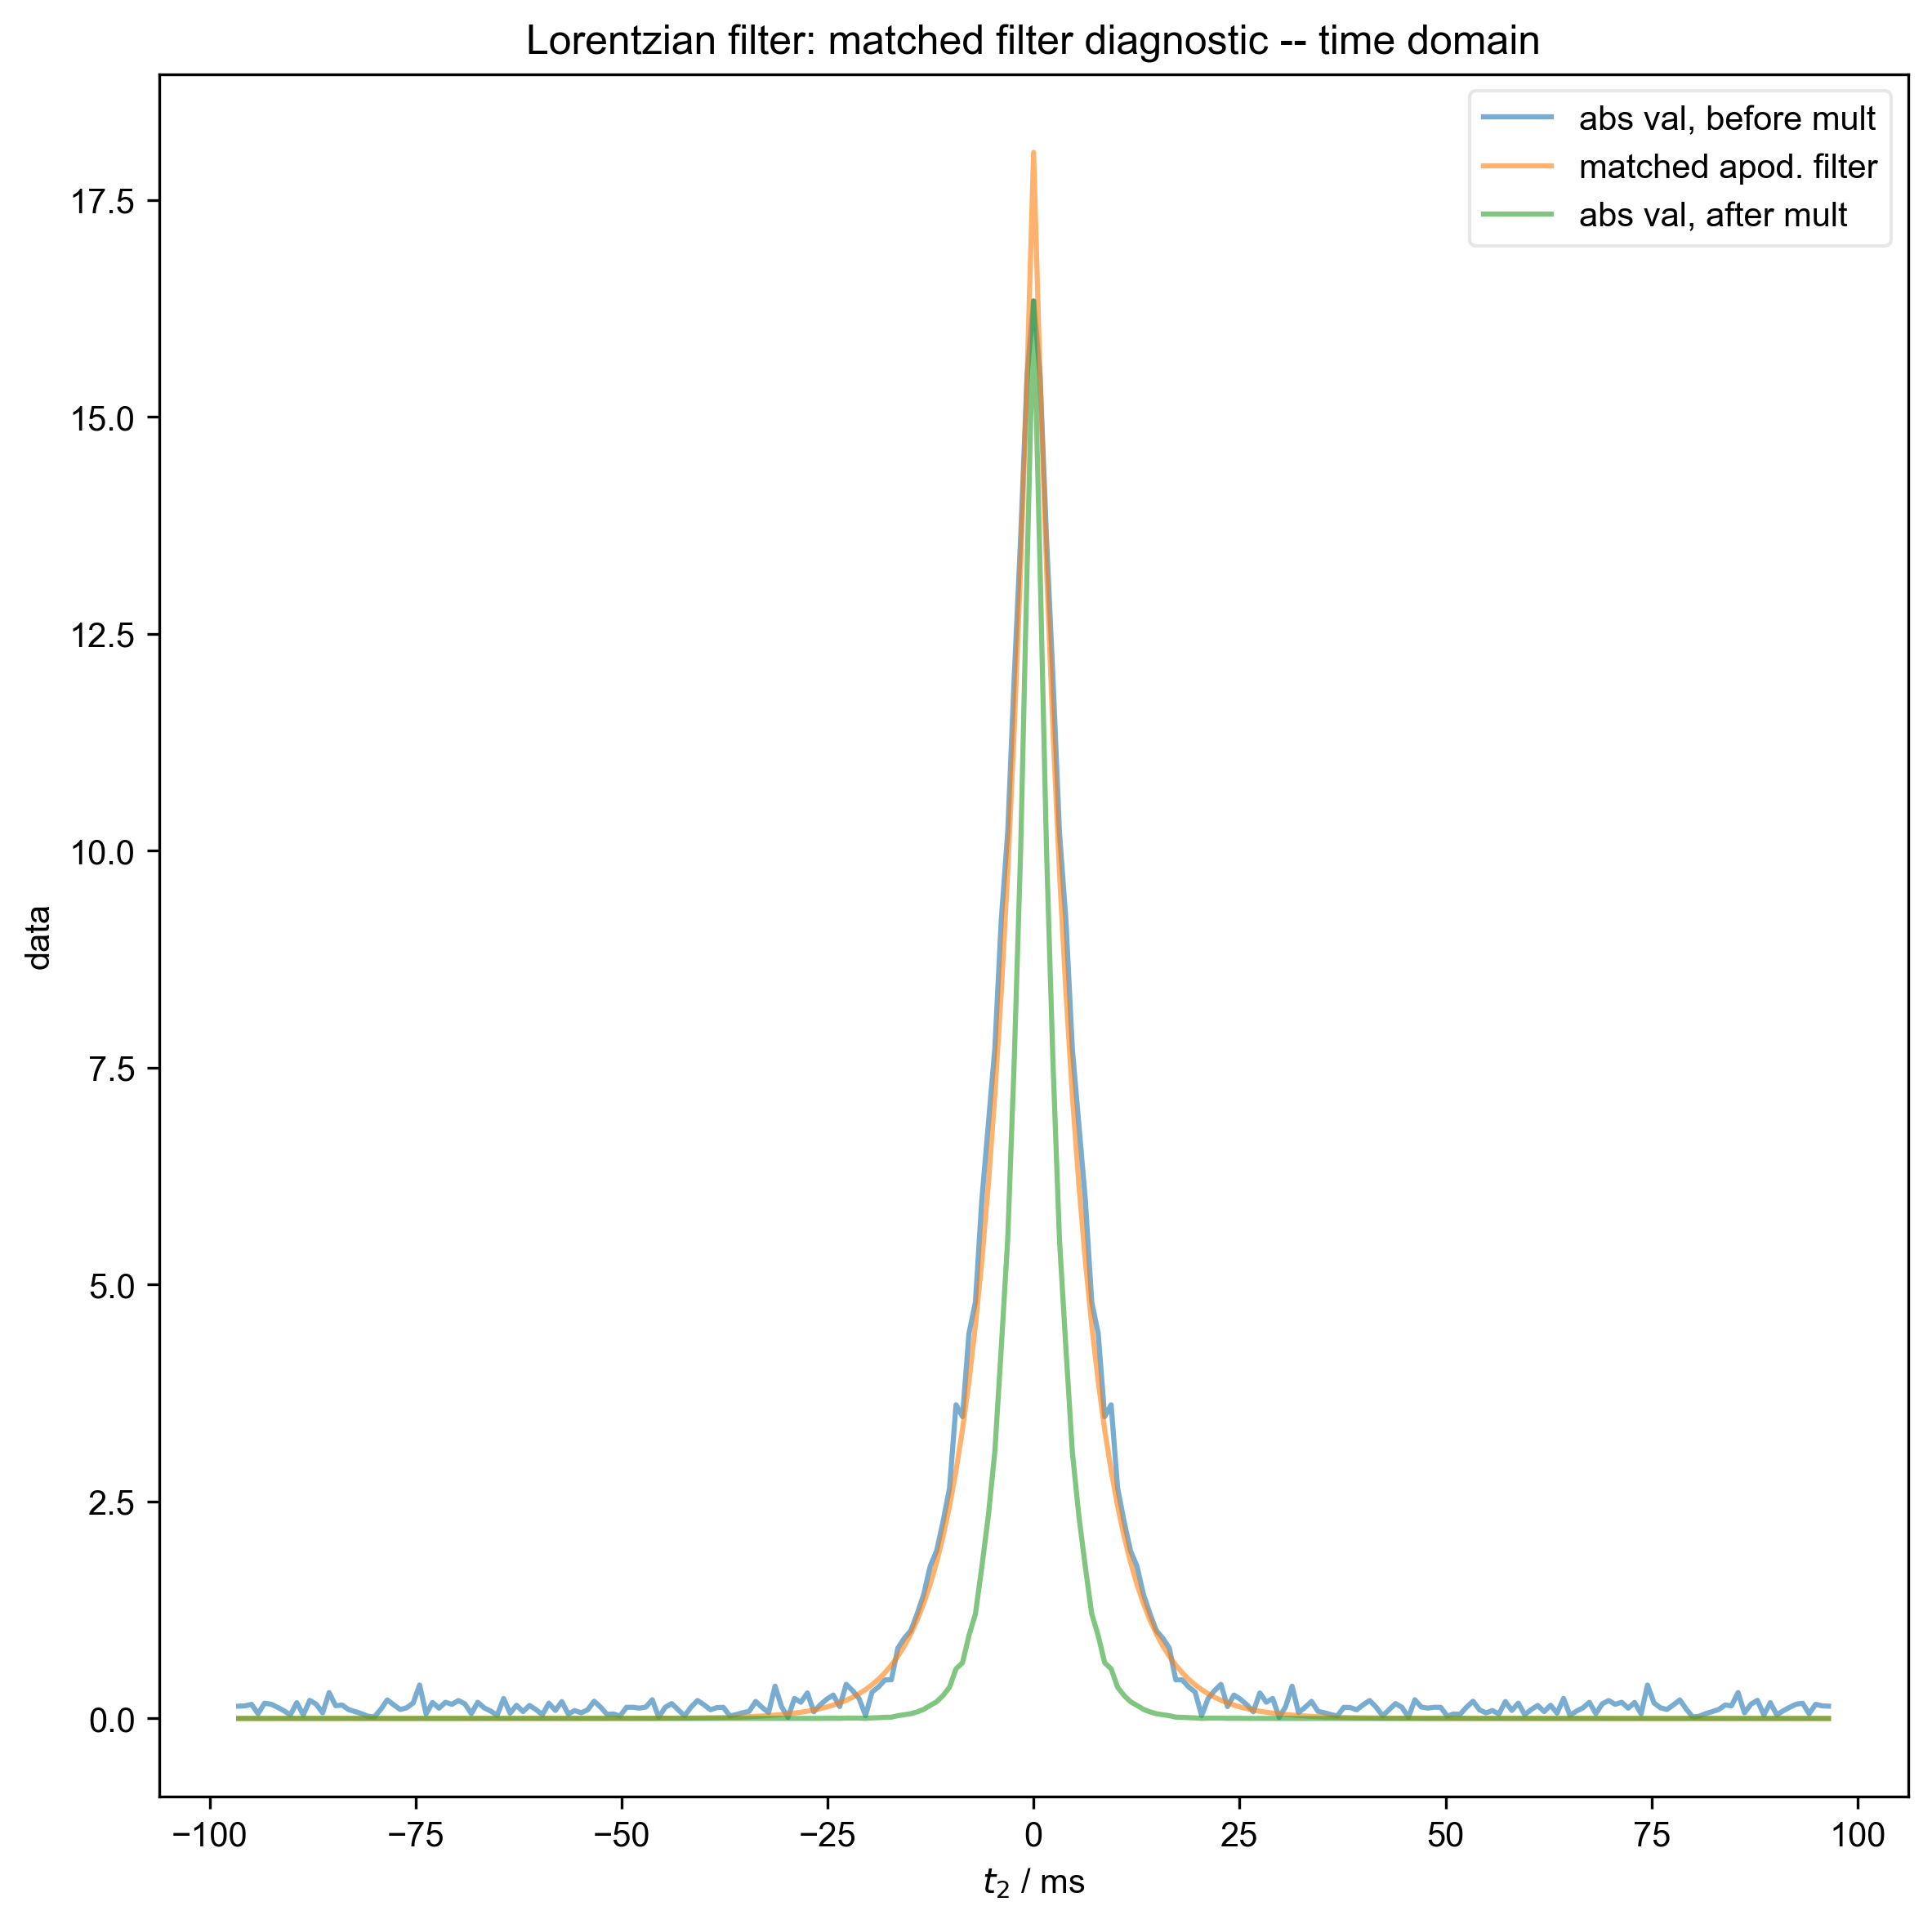 Lorentzian filter: matched filter diagnostic -- time domain
abs val, before mult
matched apod. filter
abs val, after mult
17.5
15.0
12.5
10.0
7.5
5.0
2.5
0.0
data
−100
−75
−50
−25
0
25
50
75
100
t₂ / ms